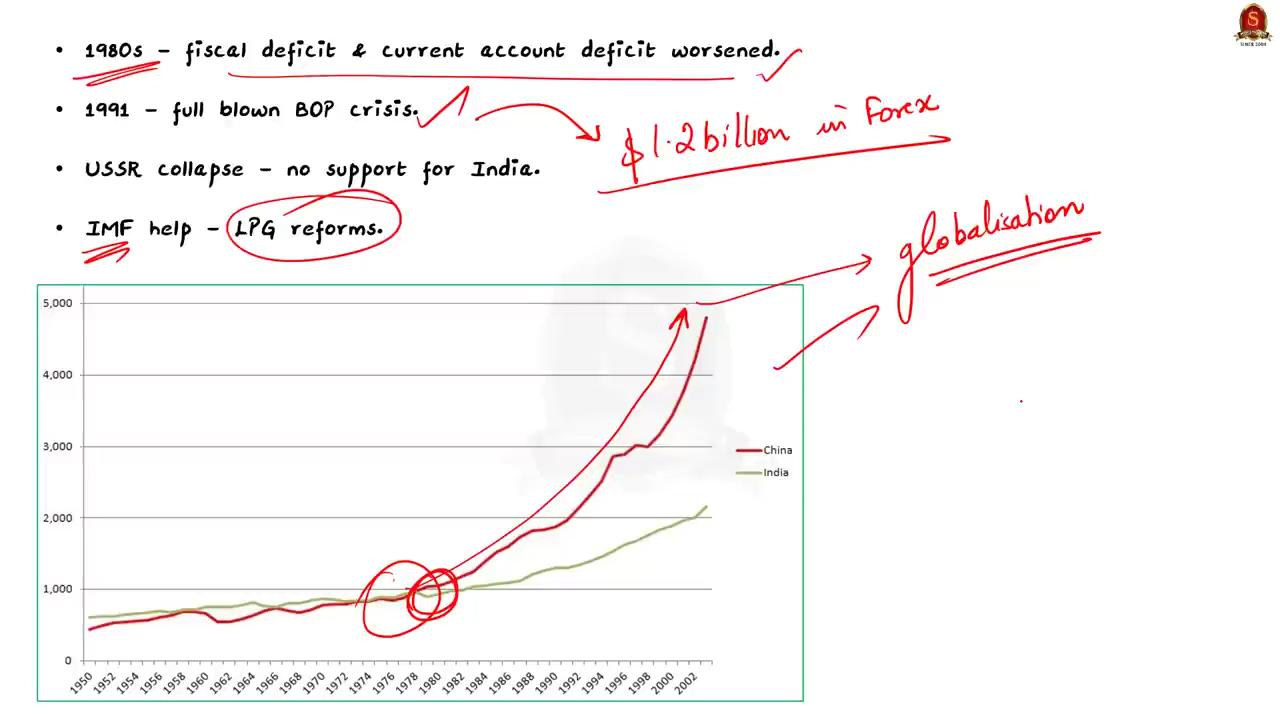 • 1980s – fiscal deficit & current account deficit worsened.
• 1991 – full blown BOP crisis.
$1.2 billion in Forex
• USSR collapse – no support for India.
• IMF help – LPG reforms.
globalisation
S
SINCE 2004
5,000
4,000
3,000
2,000
1,000
0
China
India
1950 1952 1954 1956 1958 1960 1962 1964 1966 1968 1970 1972 1974 1976 1978 1980 1982 1984 1986 1988 1990 1992 1994 1996 1998 2000 2002